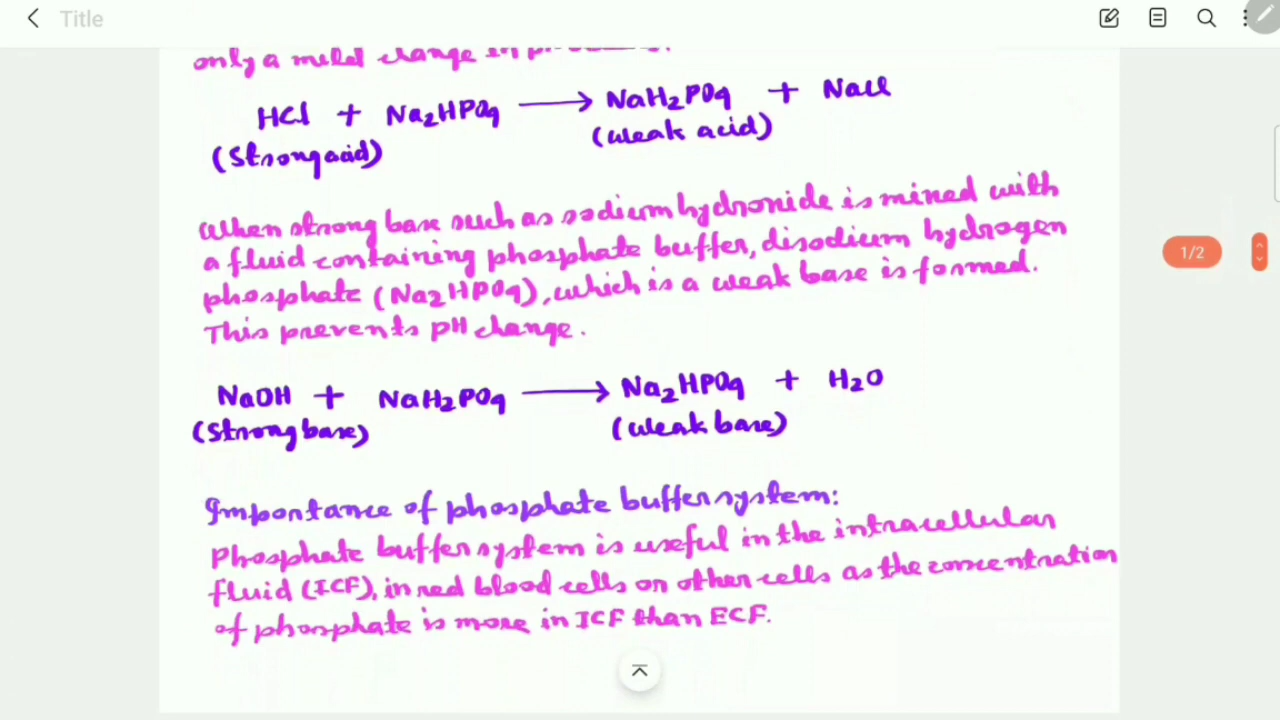 Title
only a mild change in
HCl + Na2HPO4 → NaH2PO4 + NaCl
(Strong acid) (weak acid)
When strong base such as sodium hydroxide is mixed with
a fluid containing phosphate buffer, disodium hydrogen
phosphate (Na2HPO4), which is a weak base is formed.
This prevents pH change.
NaOH + NaH2PO4 → Na2HPO4 + H2O
(Strong base) (weak base)
Importance of phosphate buffer system:
Phosphate buffer system is useful in the intracellular
fluid (ICF), in red blood cells or other cells as the concentration
of phosphate is more in ICF than ECF.
1/2